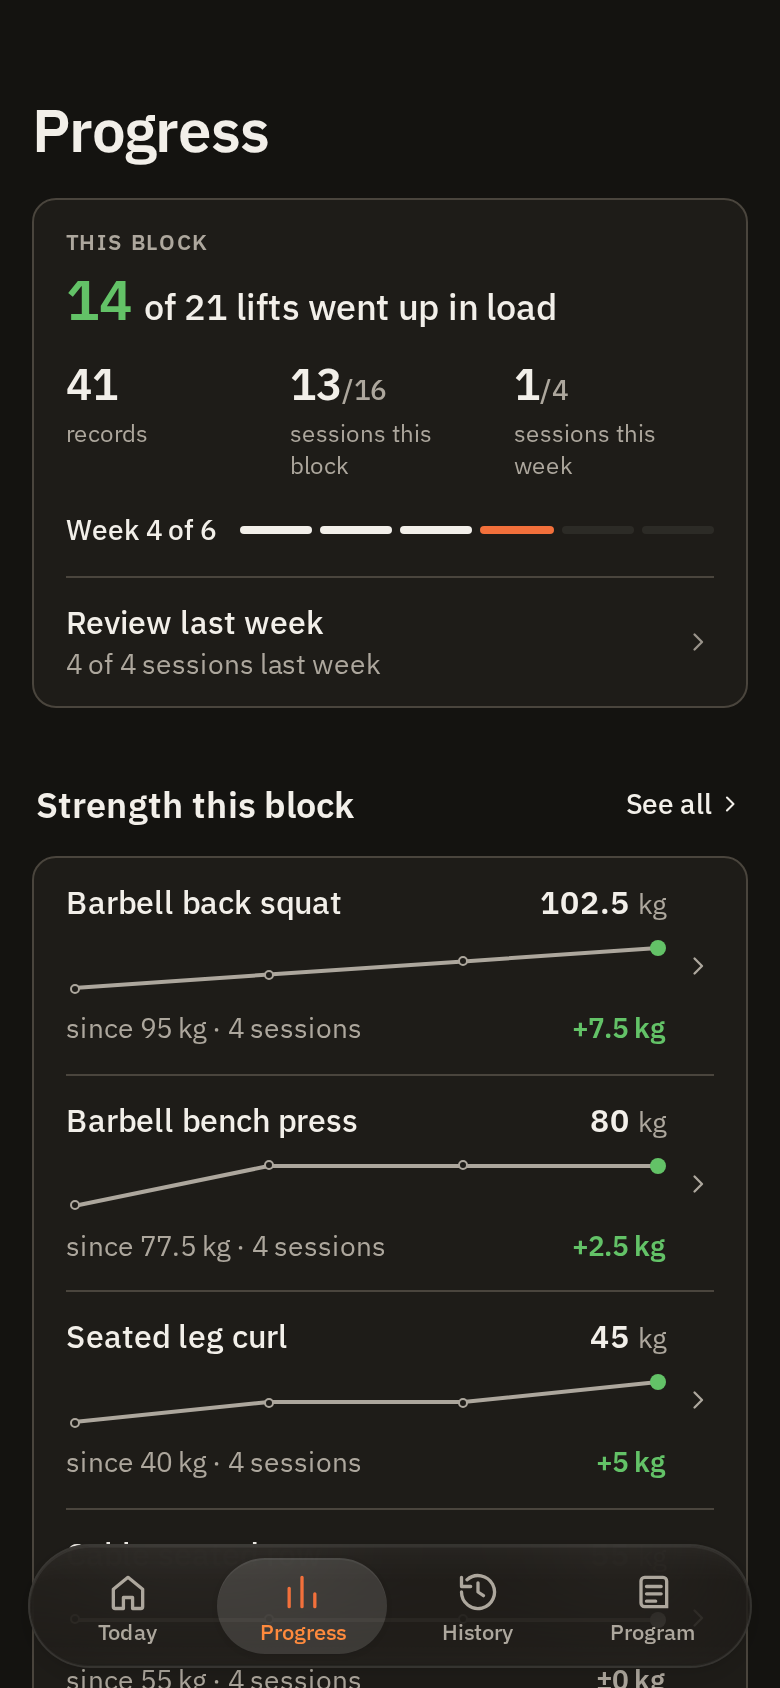 Progress
THIS BLOCK
14 of 21 lifts went up in load
41
records
13/16
sessions this
block
1/4
sessions this
week
Week 4 of 6
Review last week
4 of 4 sessions last week
Strength this block
See all
Barbell back squat
102.5 kg
since 95 kg · 4 sessions
+7.5 kg
Barbell bench press
80 kg
since 77.5 kg · 4 sessions
+2.5 kg
Seated leg curl
45 kg
since 40 kg · 4 sessions
+5 kg
Today
Progress
History
Program
since 55 kg · 4 sessions
±0 kg